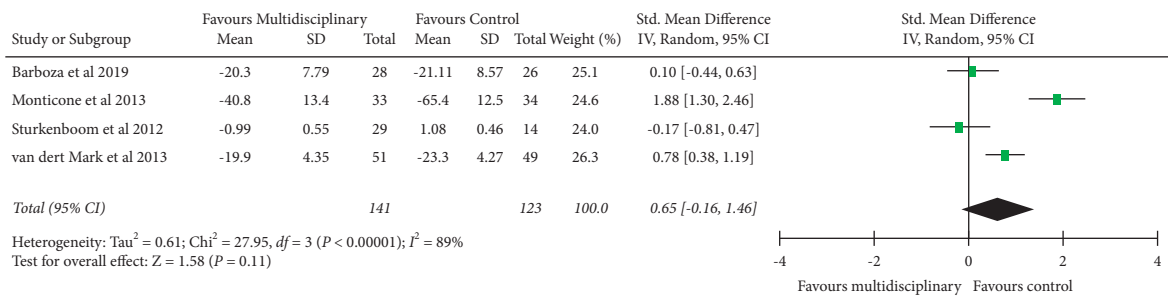 Favours Multidisciplinary Favours Control Std. Mean Difference Std. Mean Difference
Study or Subgroup Mean SD Total Mean SD Total Weight (%) IV, Random, 95% CI IV, Random, 95% CI
Barboza et al 2019 -20.3 7.79 28 -21.11 8.57 26 25.1 0.10 [-0.44, 0.63]
Monticone et al 2013 -40.8 13.4 33 -65.4 12.5 34 24.6 1.88 [1.30, 2.46]
Sturkenboom et al 2012 -0.99 0.55 29 1.08 0.46 14 24.0 -0.17 [-0.81, 0.47]
van dert Mark et al 2013 -19.9 4.35 51 -23.3 4.27 49 26.3 0.78 [0.38, 1.19]
Total (95% CI) 141 123 100.0 0.65 [-0.16, 1.46]
Heterogeneity: Tau² = 0.61; Chi² = 27.95, df = 3 (P < 0.00001); I² = 89%
Test for overall effect: Z = 1.58 (P = 0.11)
-4 -2 0 2 4
Favours multidisciplinary Favours control